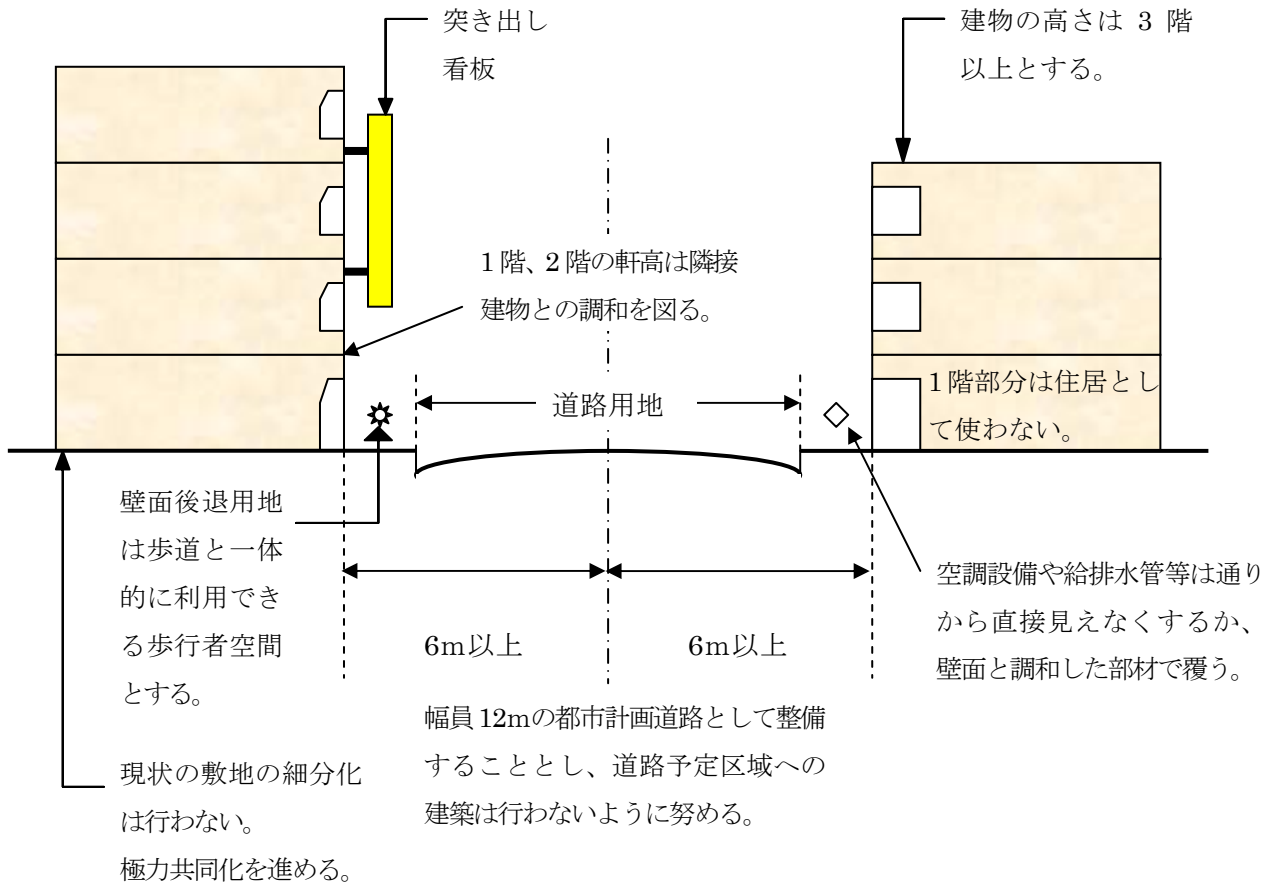 突き出し
看板
建物の高さは 3 階
以上とする。
1 階、2 階の軒高は隣接
建物との調和を図る。
道路用地
1 階部分は住居とし
て使わない。
壁面後退用地
は歩道と一体
的に利用でき
る歩行者空間
とする。
空調設備や給排水管等は通り
から直接見えなくするか、
壁面と調和した部材で覆う。
6m以上
6m以上
幅員 12mの都市計画道路として整備
することとし、道路予定区域への
建築は行わないように努める。
現状の敷地の細分化
は行わない。
極力共同化を進める。